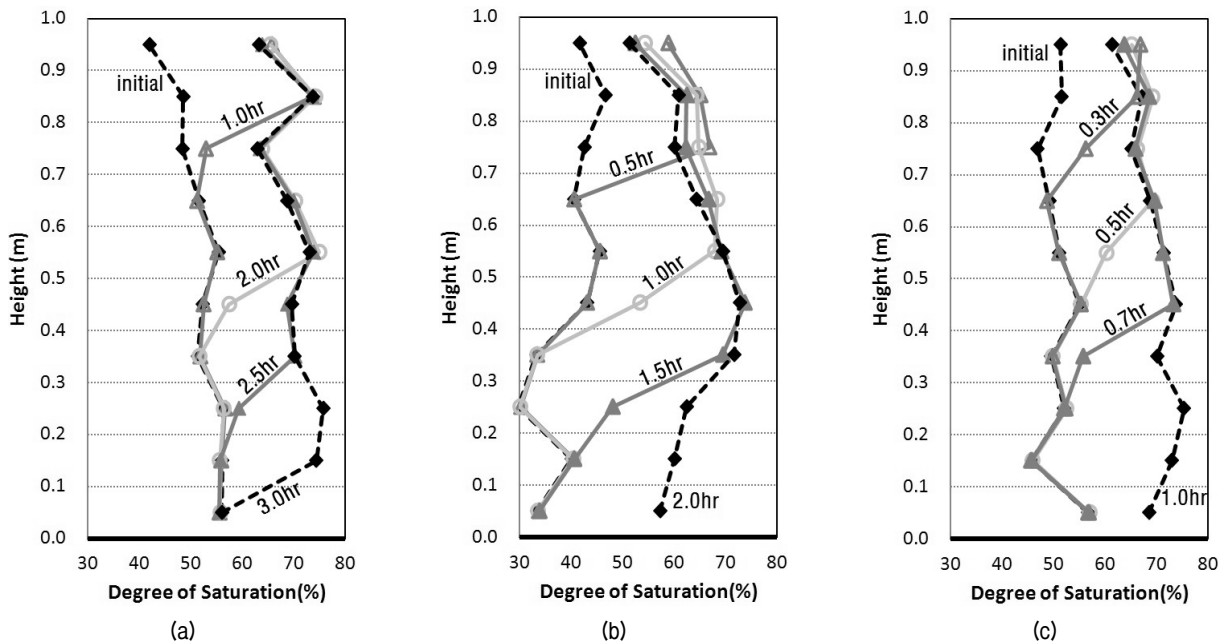 1.0
0.9
0.8
0.7
0.6
0.5
0.4
0.3
0.2
0.1
0.0
Height (m)
initial
1.0hr
2.0hr
2.5hr
3.0hr
30 40 50 60 70 80
Degree of Saturation(%)
(a)
1.0
0.9
0.8
0.7
0.6
0.5
0.4
0.3
0.2
0.1
0.0
Height (m)
initial
0.5hr
1.0hr
1.5hr
2.0hr
30 40 50 60 70 80
Degree of Saturation(%)
(b)
1.0
0.9
0.8
0.7
0.6
0.5
0.4
0.3
0.2
0.1
0.0
Height (m)
initial
0.3hr
0.5hr
0.7hr
1.0hr
30 40 50 60 70 80
Degree of Saturation(%)
(c)